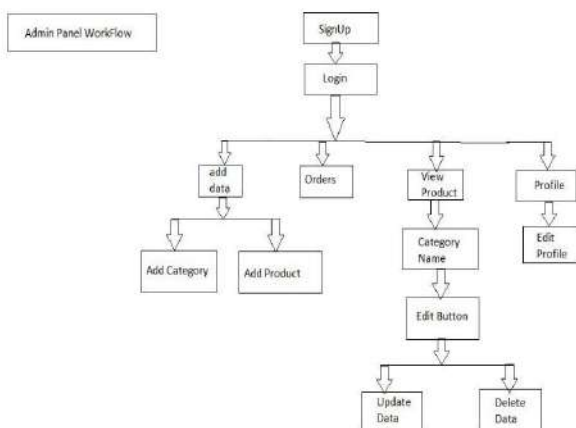 Admin Panel WorkFlow
SignUp
Login
add
data
Orders
View
Product
Profile
Add Category
Add Product
Category
Name
Edit
Profile
Edit Button
Update
Data
Delete
Data